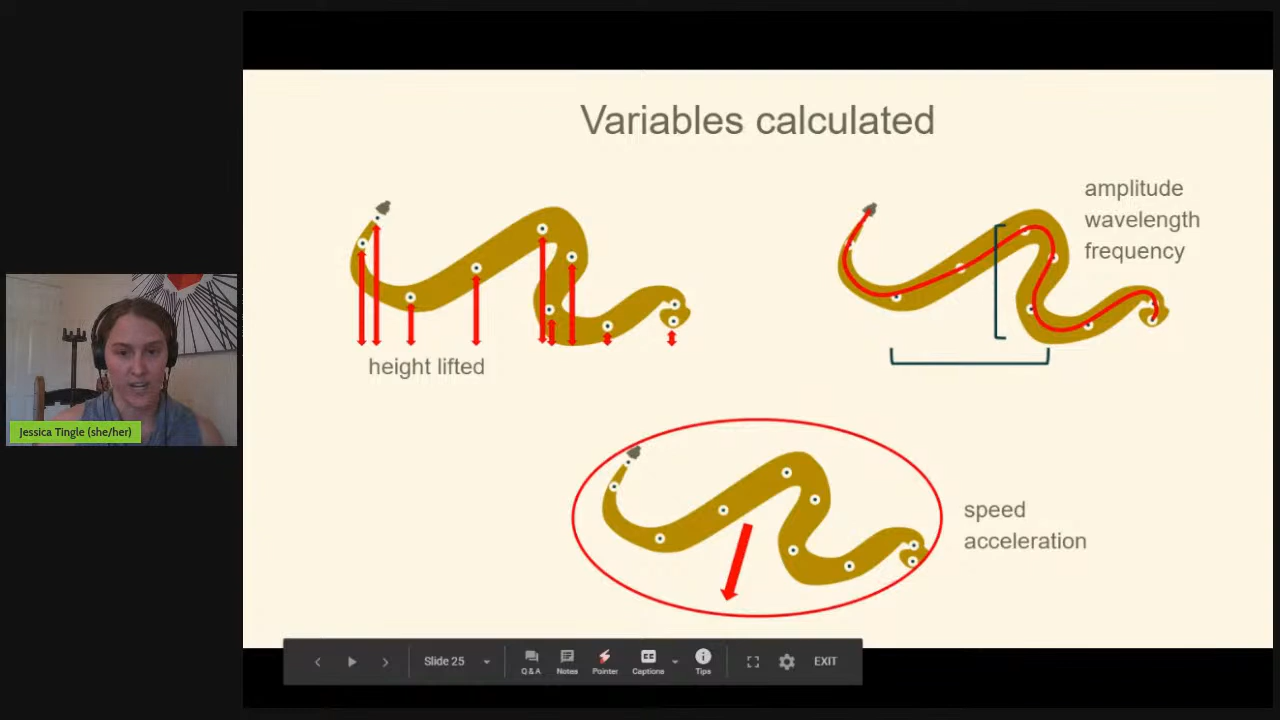 Variables calculated
amplitude
wavelength
frequency
height lifted
Jessica Tingle (she/her)
speed
acceleration
Slide 25
Q & A
Notes
Pointer
CC
Captions
Tips
EXIT